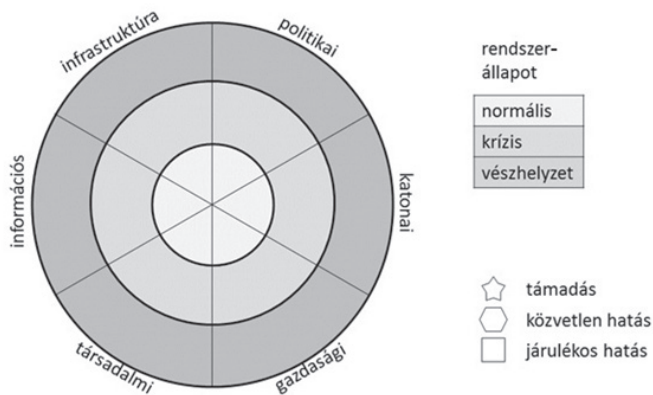 infrastruktúra
politikai
információs
katonai
társadalmi
gazdasági
rendszer-
állapot
normális
krízis
vészhelyzet
támadás
közvetlen hatás
járulékos hatás